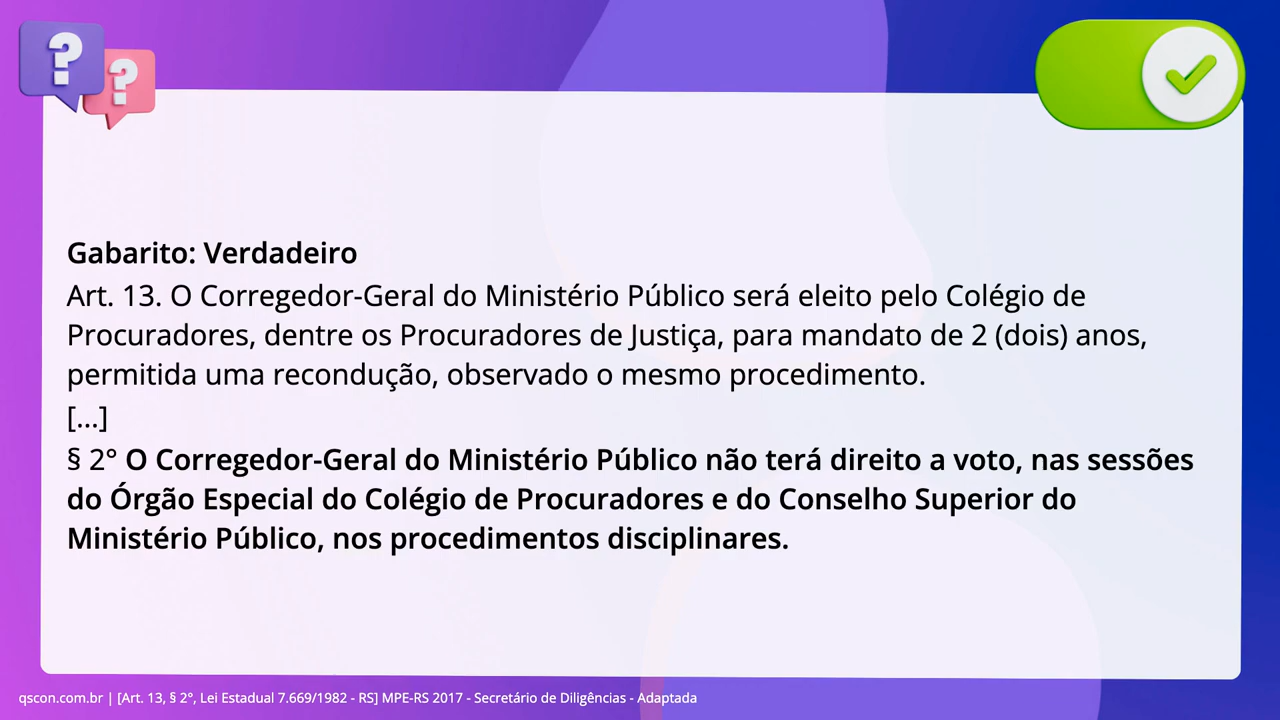 Gabarito: Verdadeiro
Art. 13. O Corregedor-Geral do Ministério Público será eleito pelo Colégio de
Procuradores, dentre os Procuradores de Justiça, para mandato de 2 (dois) anos,
permitida uma recondução, observado o mesmo procedimento.
[...]
§ 2° O Corregedor-Geral do Ministério Público não terá direito a voto, nas sessões
do Órgão Especial do Colégio de Procuradores e do Conselho Superior do
Ministério Público, nos procedimentos disciplinares.
qscon.com.br | [Art. 13, § 2°, Lei Estadual 7.669/1982 - RS] MPE-RS 2017 - Secretário de Diligências - Adaptada